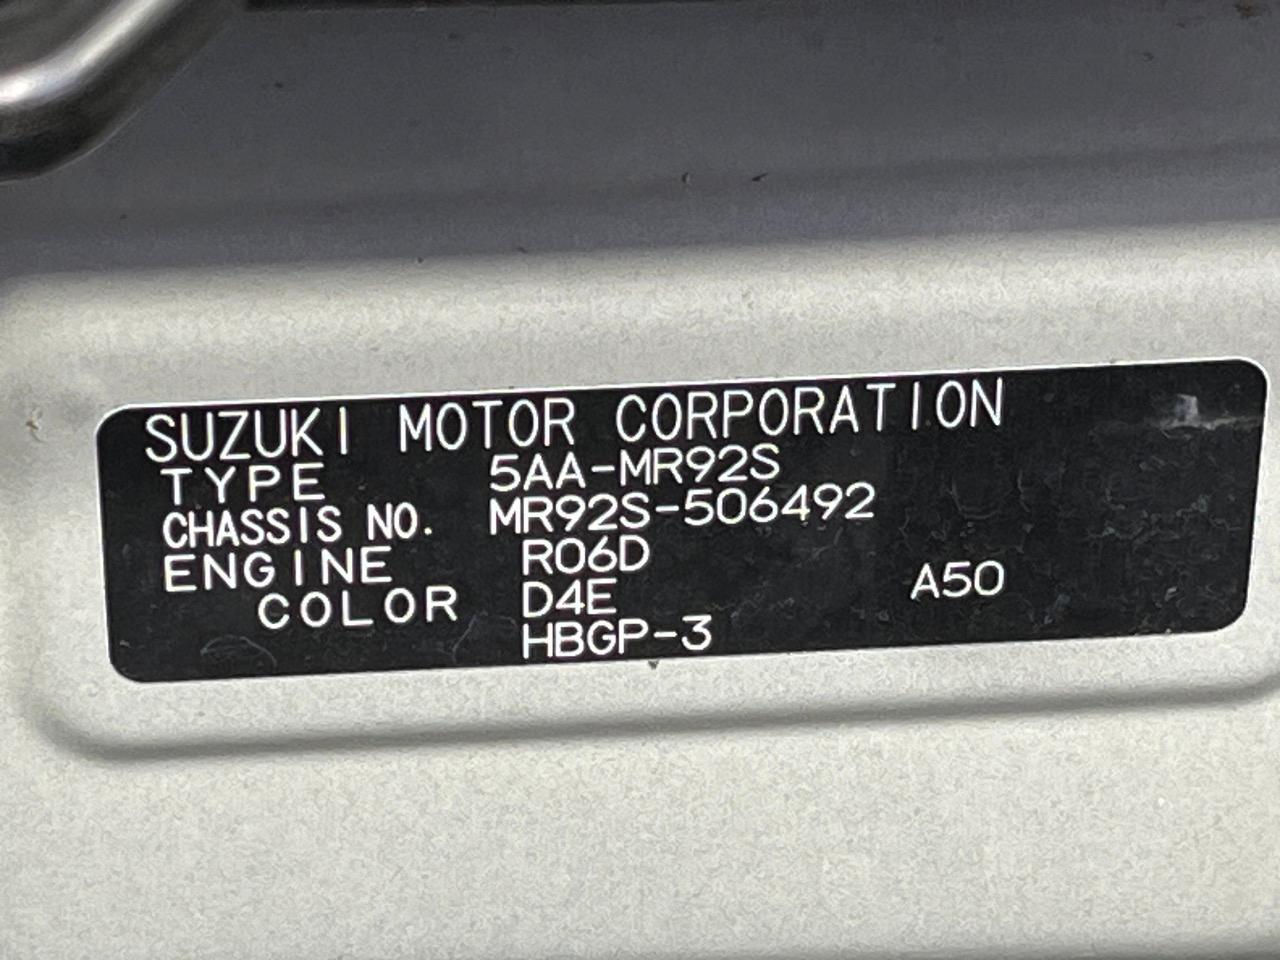 SUZUKI MOTOR CORPORATION
TYPE 5AA-MR92S
CHASSIS NO. MR92S-506492
ENGINE R06D
COLOR D4E A50
HBGP-3